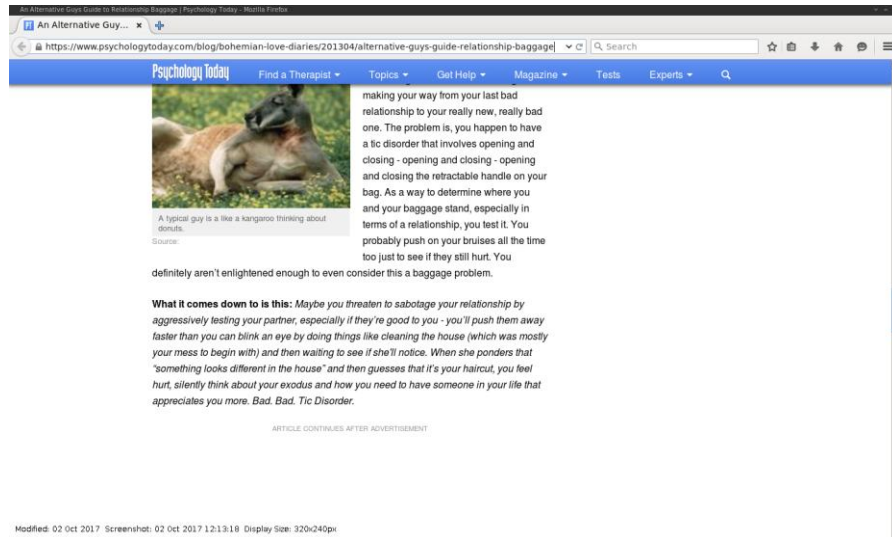 An Alternative Guys Guide to Relationship Baggage | Psychology Today - Mozilla Firefox
An Alternative Guy...
https://www.psychologytoday.com/blog/bohemian-love-diaries/201304/alternative-guys-guide-relationship-baggage
Search
Psychology Today Find a Therapist Topics Get Help Magazine Tests Experts
making your way from your last bad
relationship to your really new, really bad
one. The problem is, you happen to have
a tic disorder that involves opening and
closing - opening and closing - opening
and closing the retractable handle on your
bag. As a way to determine where you
and your baggage stand, especially in
terms of a relationship, you test it. You
probably push on your bruises all the time
too just to see if they still hurt. You
definitely aren't enlightened enough to even consider this a baggage problem.
A typical guy is a like a kangaroo thinking about
donuts.
Source:
What it comes down to is this: Maybe you threaten to sabotage your relationship by
aggressively testing your partner, especially if they're good to you - you'll push them away
faster than you can blink an eye by doing things like cleaning the house (which was mostly
your mess to begin with) and then waiting to see if she'll notice. When she ponders that
"something looks different in the house" and then guesses that it's your haircut, you feel
hurt, silently think about your exodus and how you need to have someone in your life that
appreciates you more. Bad. Bad. Tic Disorder.
ARTICLE CONTINUES AFTER ADVERTISEMENT
Modified: 02 Oct 2017 Screenshot: 02 Oct 2017 12:13:18 Display Size: 320x240px